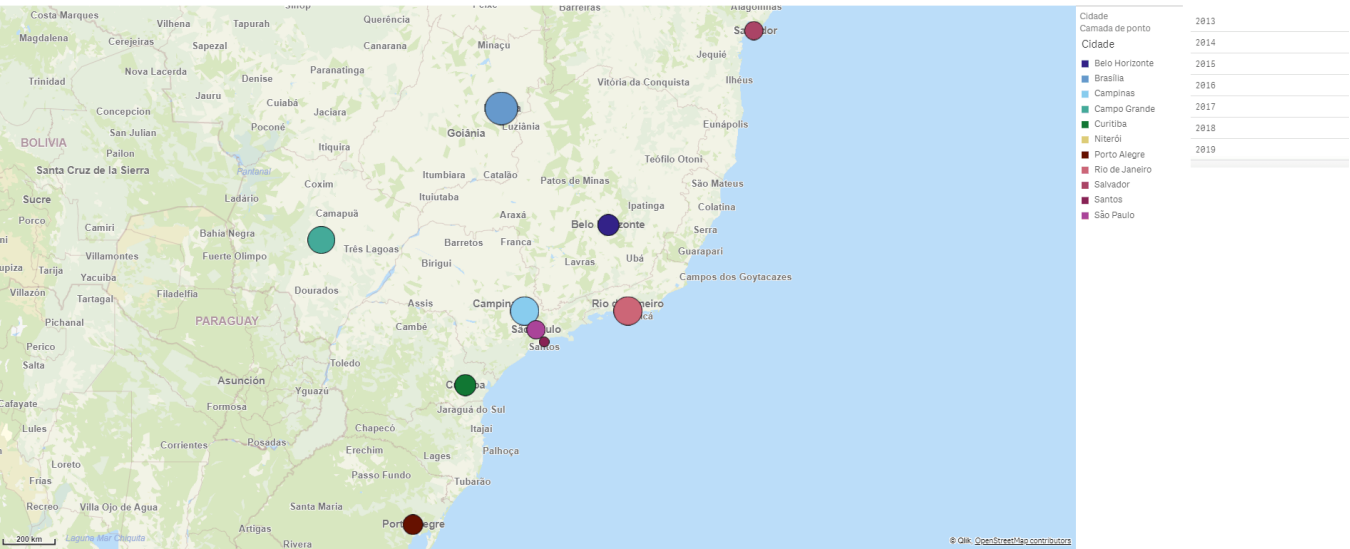 Sinop
Peixe
Barreiras
Alagoinhas
Costa Marques
Vilhena
Tapurah
Querência
Salvador
Magdalena
Cerejeiras
Sapezal
Canarana
Minaçu
Jequié
Trinidad
Nova Lacerda
Denise
Paranatinga
Vitória da Conquista
Ilhéus
Jauru
Cuiabá
Jaciara
Concepcion
Poconé
Goiânia
Luziânia
Eunápolis
San Julian
BOLIVIA
Pailon
Itiquira
Teófilo Otoni
Santa Cruz de la Sierra
Pantanal
Coxim
Itumbiara
Catalão
Patos de Minas
São Mateus
Sucre
Ladário
Ituiutaba
Ipatinga
Colatina
Porco
Camiri
Bahía Negra
Camapuã
Araxá
Belo Horizonte
Serra
Villamontes
Fuerte Olimpo
Três Lagoas
Barretos
Franca
Lavras
Ubá
Guarapari
upiza
Tarija
Yacuiba
Birigui
Campos dos Goytacazes
Villazón
Tartagal
Filadelfia
Dourados
Assis
Campinas
Rio de Janeiro
Pichanal
PARAGUAY
Cambé
São Paulo
Santos
Perico
Salta
Toledo
Asunción
Yguazú
Curitiba
Cafayate
Formosa
Jaraguá do Sul
Lules
Chapecó
Itajaí
Corrientes
Posadas
Erechim
Lages
Palhoça
Loreto
Frías
Passo Fundo
Tubarão
Recreo
Villa Ojo de Agua
Santa Maria
Porto Alegre
Artigas
Rivera
Laguna Mar Chiquita
200 km
© Qlik, OpenStreetMap contributors
Cidade
Camada de ponto
Cidade
Belo Horizonte
Brasília
Campinas
Campo Grande
Curitiba
Niterói
Porto Alegre
Rio de Janeiro
Salvador
Santos
São Paulo
2013
2014
2015
2016
2017
2018
2019